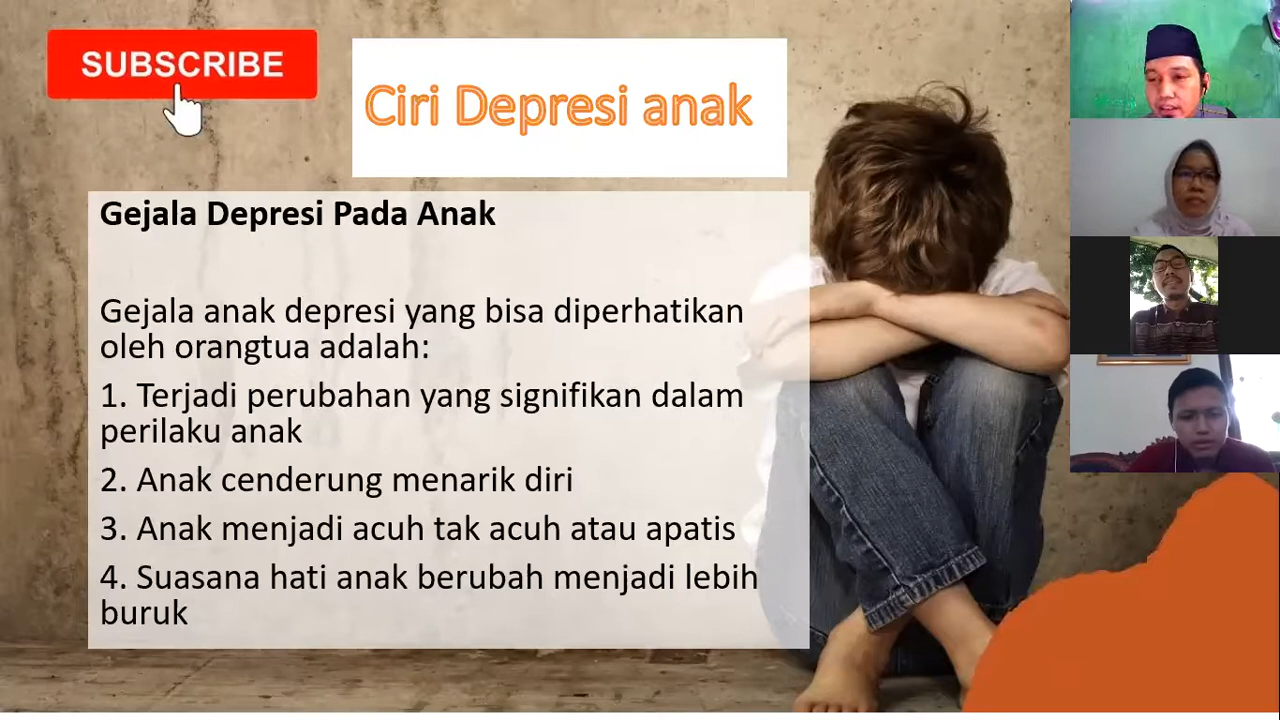 SUBSCRIBE
Ciri Depresi anak
Gejala Depresi Pada Anak
Gejala anak depresi yang bisa diperhatikan
oleh orangtua adalah:
1. Terjadi perubahan yang signifikan dalam
perilaku anak
2. Anak cenderung menarik diri
3. Anak menjadi acuh tak acuh atau apatis
4. Suasana hati anak berubah menjadi lebih
buruk